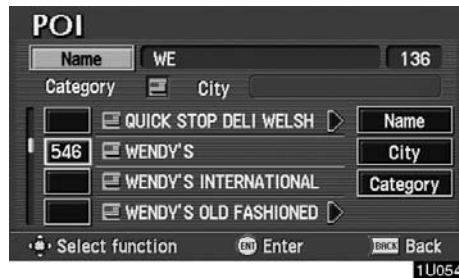 POI
Name WE 136
Category City
QUICK STOP DELI WELSH Name
546 WENDY'S City
WENDY'S INTERNATIONAL Category
WENDY'S OLD FASHIONED
Select function END Enter BACK Back
1U054